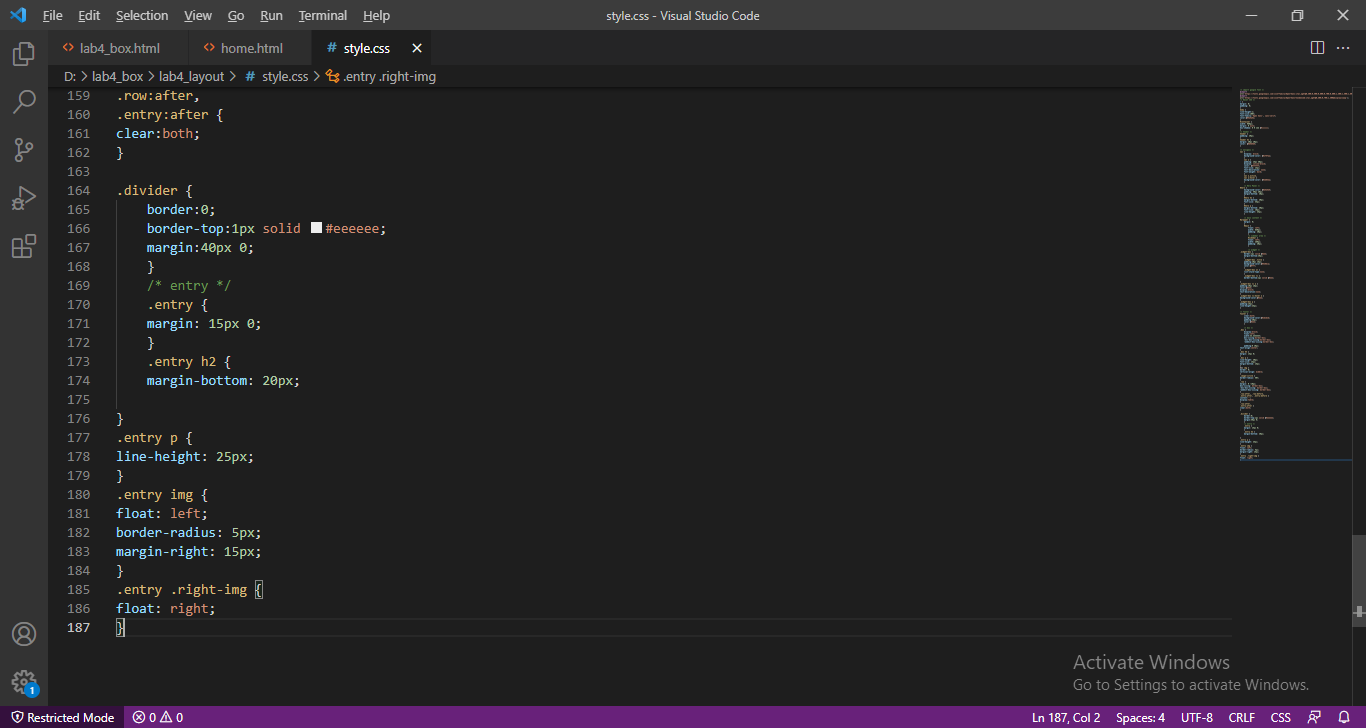 File Edit Selection View Go Run Terminal Help style.css - Visual Studio Code
lab4_box.html home.html # style.css
D: > lab4_box > lab4_layout > # style.css > .entry .right-img
159 .row:after,
160 .entry:after {
161 clear:both;
162 }
163
164 .divider {
165 border:0;
166 border-top:1px solid #eeeeee;
167 margin:40px 0;
168 }
169 /* entry */
170 .entry {
171 margin: 15px 0;
172 }
173 .entry h2 {
174 margin-bottom: 20px;
175
176 }
177 .entry p {
178 line-height: 25px;
179 }
180 .entry img {
181 float: left;
182 border-radius: 5px;
183 margin-right: 15px;
184 }
185 .entry .right-img {
186 float: right;
187 }
Activate Windows
Go to Settings to activate Windows.
1
Restricted Mode 0 0 Ln 187, Col 2 Spaces: 4 UTF-8 CRLF CSS